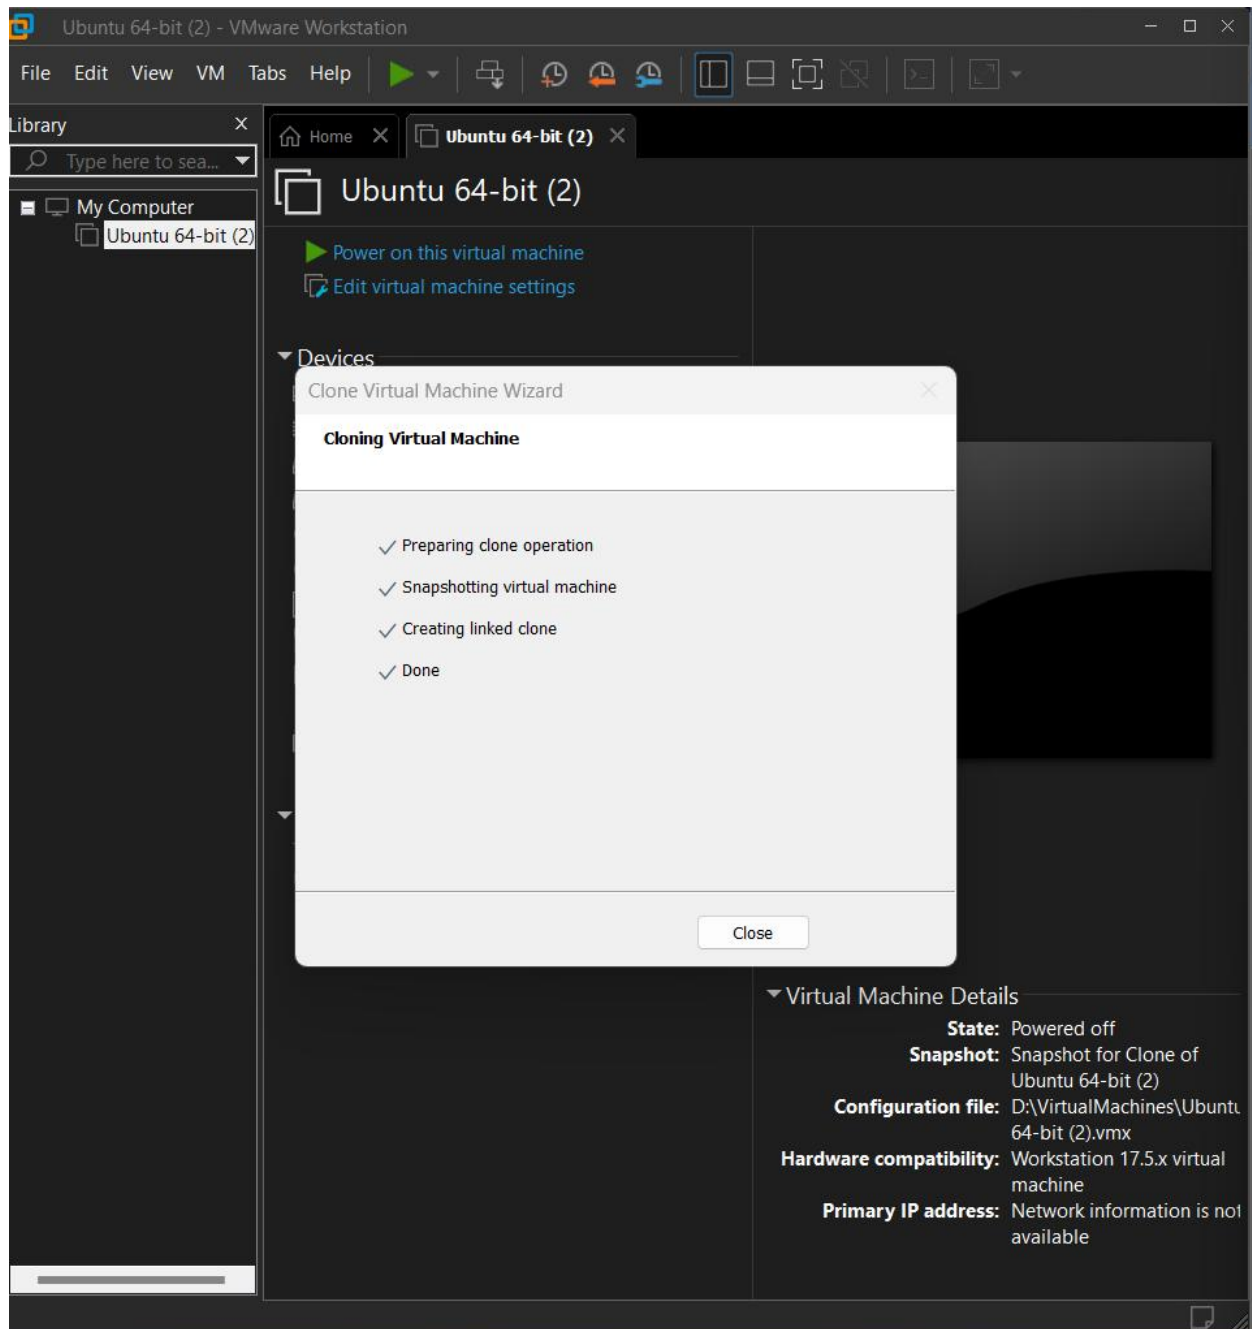 Ubuntu 64-bit (2) - VMware Workstation
File Edit View VM Tabs Help
Library X
Type here to sea...
My Computer
Ubuntu 64-bit (2)
Home
Ubuntu 64-bit (2)
Ubuntu 64-bit (2)
Power on this virtual machine
Edit virtual machine settings
Devices
Clone Virtual Machine Wizard
Cloning Virtual Machine
Preparing clone operation
Snapshotting virtual machine
Creating linked clone
Done
Close
Virtual Machine Details
State: Powered off
Snapshot: Snapshot for Clone of
Ubuntu 64-bit (2)
Configuration file: D:\VirtualMachines\Ubuntu
64-bit (2).vmx
Hardware compatibility: Workstation 17.5.x virtual
machine
Primary IP address: Network information is not
available